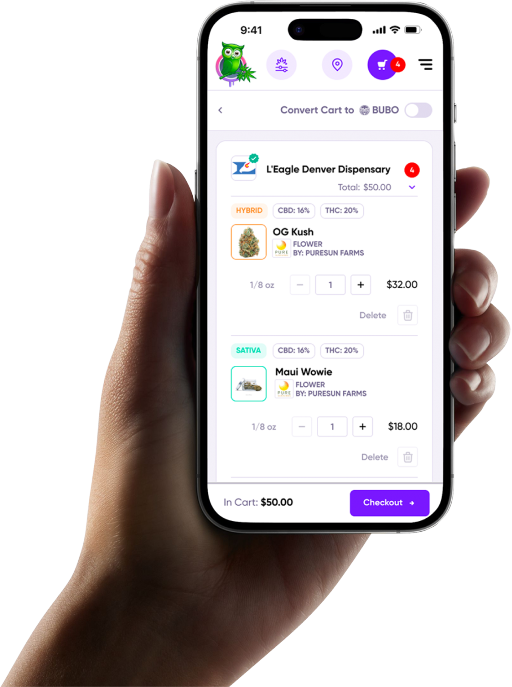 9:41
4
Convert Cart to BUBO
L'Eagle Denver Dispensary
4
Total: $50.00
HYBRID CBD: 16% THC: 20%
OG Kush
PURE
FLOWER
BY: PURESUN FARMS
1/8 oz − 1 + $32.00
Delete
SATIVA CBD: 16% THC: 20%
Maui Wowie
PURE
FLOWER
BY: PURESUN FARMS
1/8 oz − 1 + $18.00
Delete
In Cart: $50.00
Checkout →